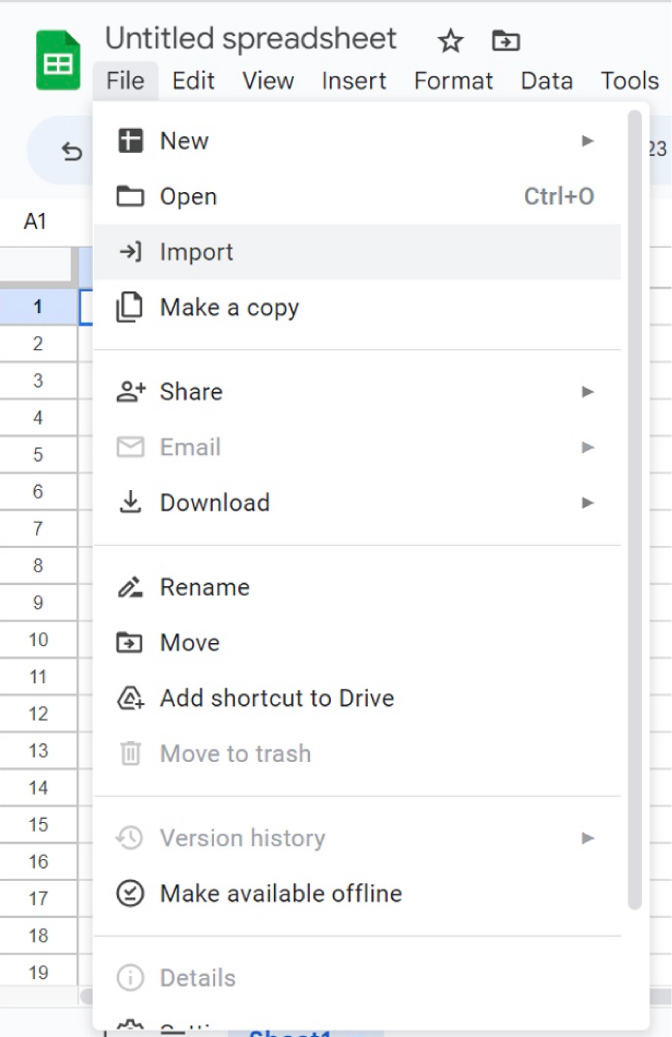 Untitled spreadsheet
File Edit View Insert Format Data Tools
New
23
Open Ctrl+O
A1
Import
1
Make a copy
2
3
Share
4
Email
5
6
Download
7
8
Rename
9
10
Move
11
Add shortcut to Drive
12
13
Move to trash
14
15
Version history
16
17
Make available offline
18
19
Details